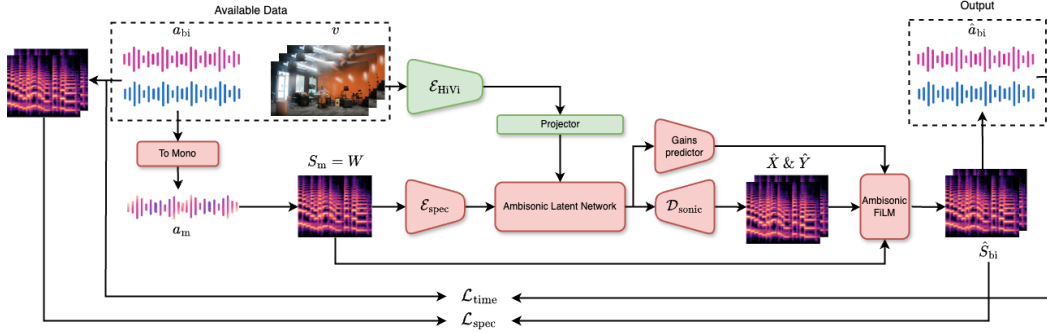 Available Data
Output
a_bi
v
â_bi
ℰ_HiVi
Projector
To Mono
Gains
predictor
S_m = W
X̂ & Ŷ
ℰ_spec
Ambisonic Latent Network
𝒟_sonic
Ambisonic
FiLM
a_m
Ŝ_bi
ℒ_time
ℒ_spec